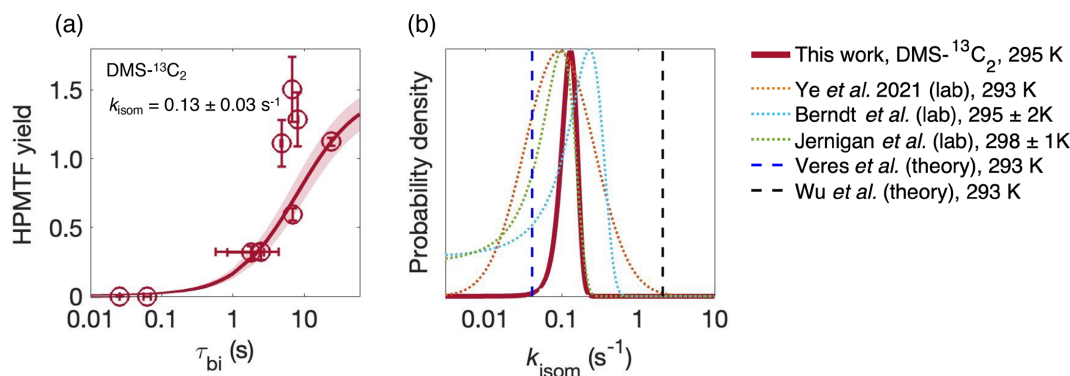 (a)
DMS-¹³C₂
k_isom = 0.13 ± 0.03 s⁻¹
HPMTF yield
1.5
1.0
0.5
0
0.01 0.1 1 10
τ_bi (s)
(b)
Probability density
0.01 0.1 1 10
k_isom (s⁻¹)
This work, DMS-¹³C₂, 295 K
Ye et al. 2021 (lab), 293 K
Berndt et al. (lab), 295 ± 2K
Jernigan et al. (lab), 298 ± 1K
Veres et al. (theory), 293 K
Wu et al. (theory), 293 K